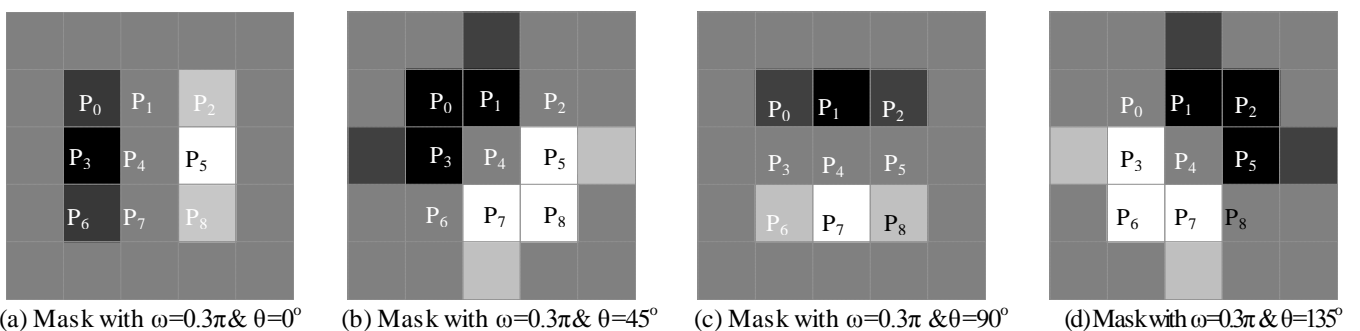 P0 P1 P2
P3 P4 P5
P6 P7 P8
(a) Mask with ω=0.3π& θ=0°
P0 P1 P2
P3 P4 P5
P6 P7 P8
(b) Mask with ω=0.3π& θ=45°
P0 P1 P2
P3 P4 P5
P6 P7 P8
(c) Mask with ω=0.3π &θ=90°
P0 P1 P2
P3 P4 P5
P6 P7 P8
(d) Mask with ω=0.3π & θ=135°